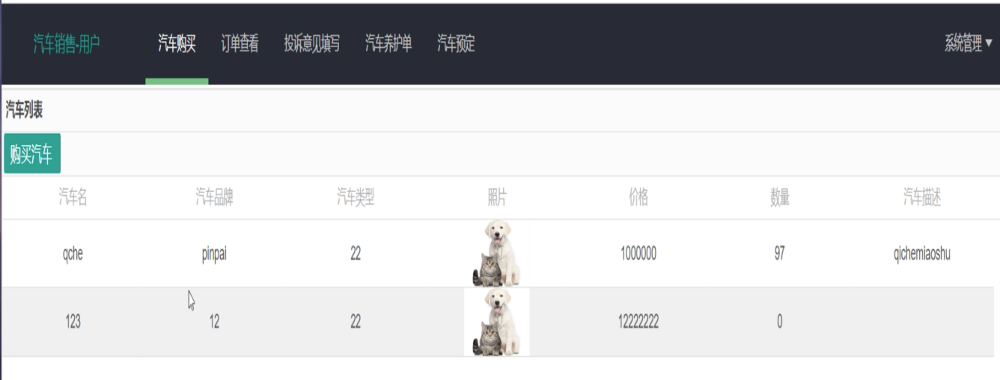 汽车销售-用户 汽车购买 订单查看 投诉意见填写 汽车养护单 汽车预定 系统管理
汽车列表
购买汽车
汽车名 汽车品牌 汽车类型 照片 价格 数量 汽车描述
qche pinpai 22 1000000 97 qichemiaoshu
123 12 22 12222222 0